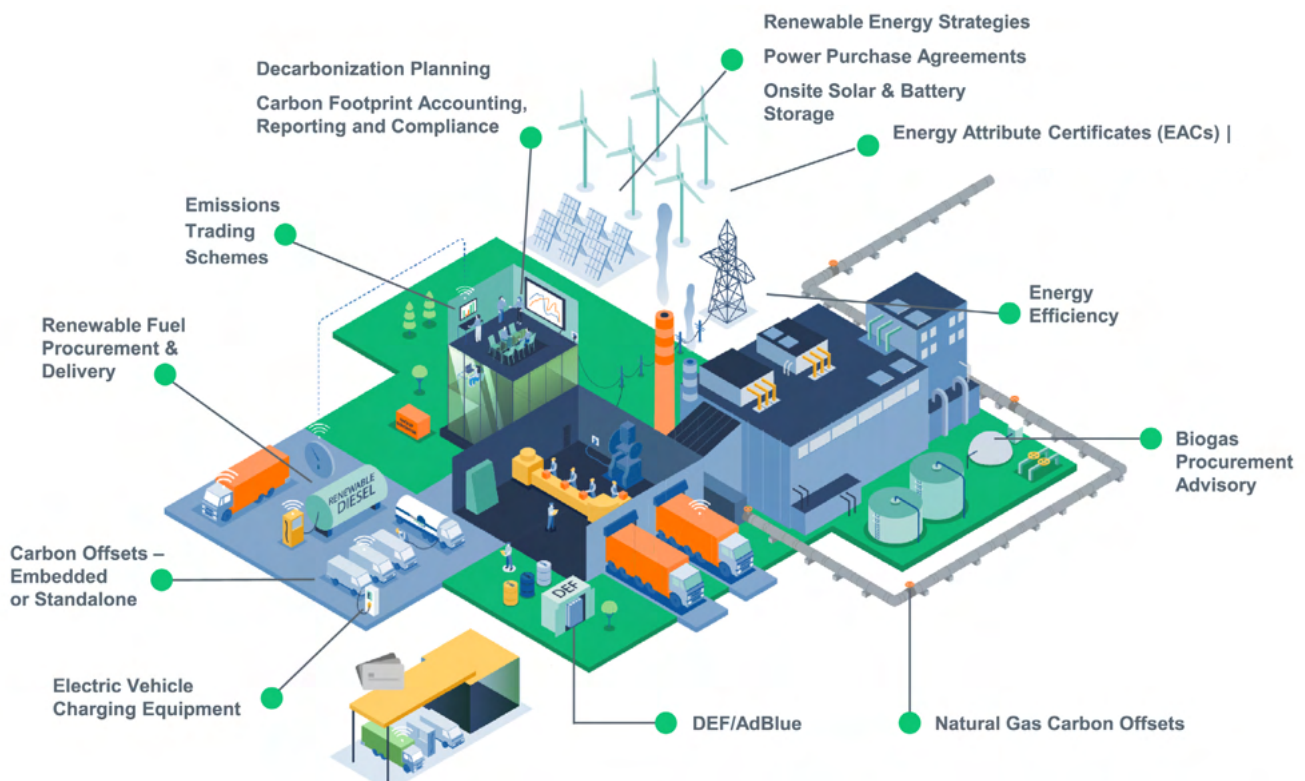 Renewable Energy Strategies
Power Purchase Agreements
Onsite Solar & Battery
Storage
Decarbonization Planning
Carbon Footprint Accounting,
Reporting and Compliance
Energy Attribute Certificates (EACs) |
Emissions
Trading
Schemes
Energy
Efficiency
Renewable Fuel
Procurement &
Delivery
Biogas
Procurement
Advisory
RENEWABLE
DIESEL
Carbon Offsets –
Embedded
or Standalone
DEF
Electric Vehicle
Charging Equipment
DEF/AdBlue
Natural Gas Carbon Offsets